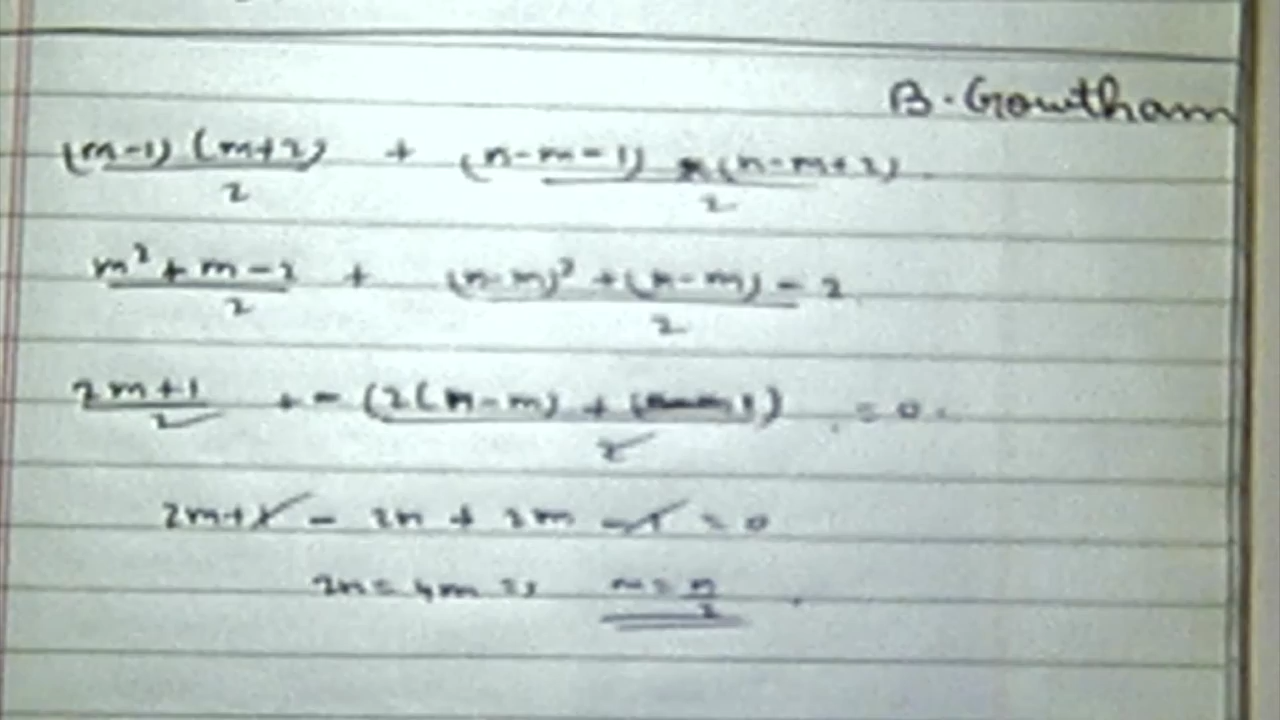 B. Gowtham
(m-1)(m+2)/2 + (n-m-1)(n-m+2)/2
m²+m-2/2 + (n-m)²+(n-m)-2/2
2m+1/2 + - (2(n-m)+1)/2 = 0.
2m+1 - 2n + 2m - 1 = 0
2n = 4m => m = n/2